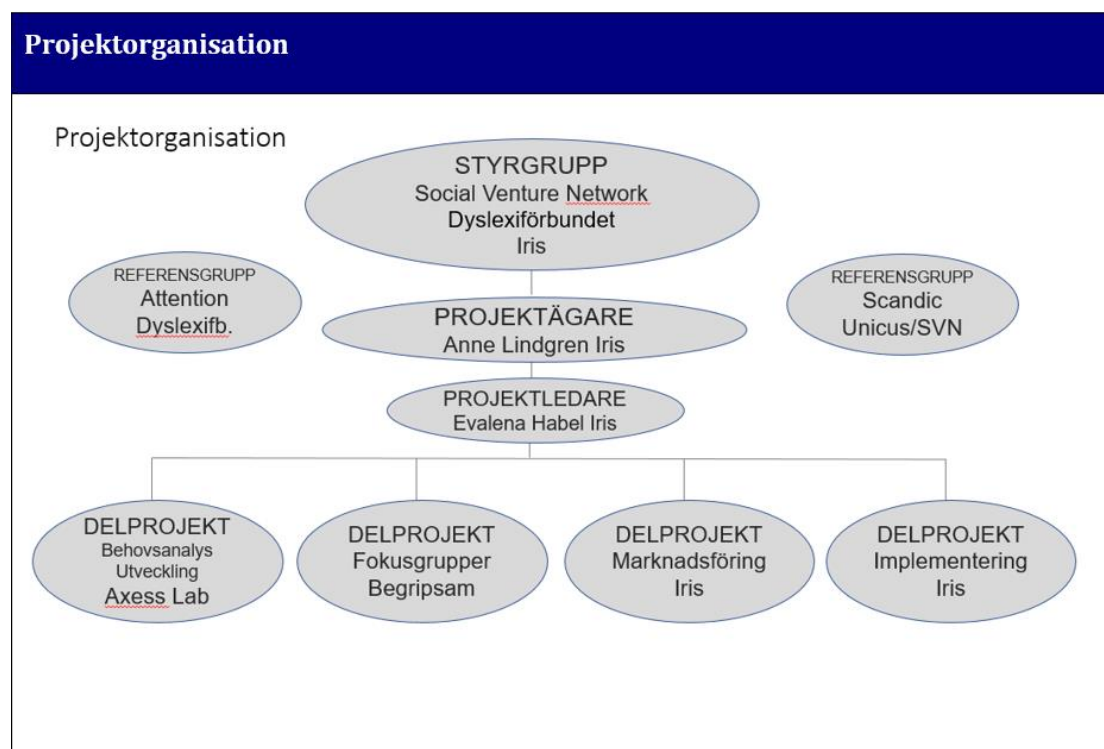 Projektorganisation
Projektorganisation
STYRGRUPP
Social Venture Network
Dyslexiförbundet
Iris
REFERENSGRUPP
Attention
Dyslexifb.
REFERENSGRUPP
Scandic
Unicus/SVN
PROJEKTÄGARE
Anne Lindgren Iris
PROJEKTLEDARE
Evalena Habel Iris
DELPROJEKT
Behovsanalys
Utveckling
Axess Lab
DELPROJEKT
Fokusgrupper
Begripsam
DELPROJEKT
Marknadsföring
Iris
DELPROJEKT
Implementering
Iris